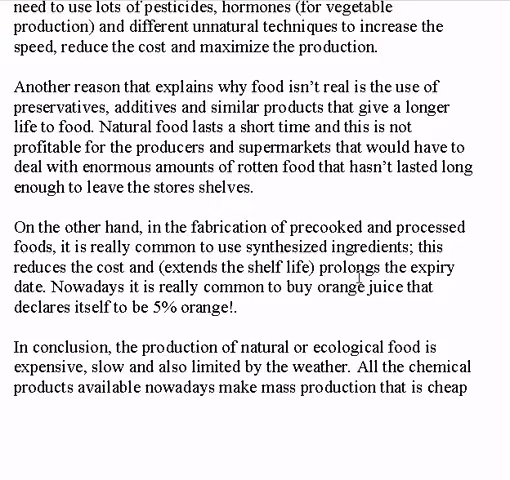 need to use lots of pesticides, hormones (for vegetable
production) and different unnatural techniques to increase the
speed, reduce the cost and maximize the production.
Another reason that explains why food isn't real is the use of
preservatives, additives and similar products that give a longer
life to food. Natural food lasts a short time and this is not
profitable for the producers and supermarkets that would have to
deal with enormous amounts of rotten food that hasn't lasted long
enough to leave the stores shelves.
On the other hand, in the fabrication of precooked and processed
foods, it is really common to use synthesized ingredients; this
reduces the cost and (extends the shelf life) prolongs the expiry
date. Nowadays it is really common to buy orange juice that
declares itself to be 5% orange!.
In conclusion, the production of natural or ecological food is
expensive, slow and also limited by the weather. All the chemical
products available nowadays make mass production that is cheap